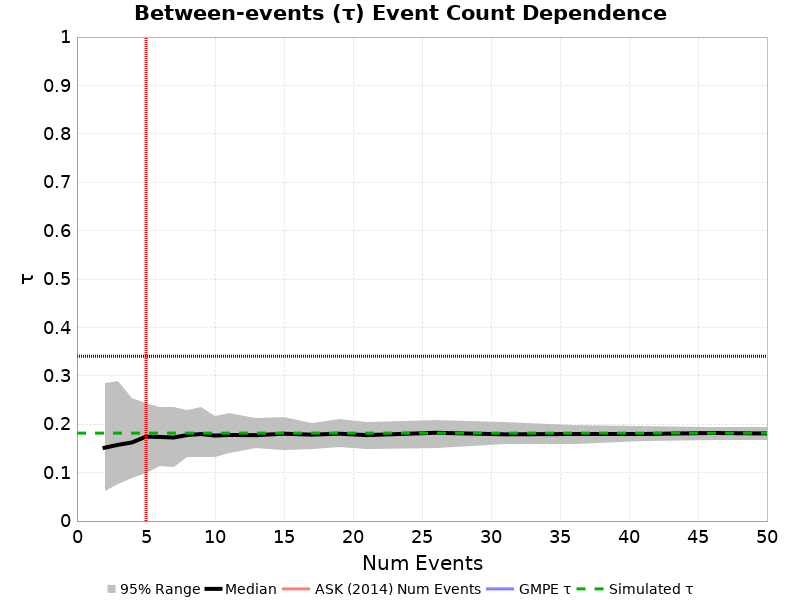 Between-events (τ) Event Count Dependence
1
0.9
0.8
0.7
0.6
0.5
0.4
0.3
0.2
0.1
0
τ
0 5 10 15 20 25 30 35 40 45 50
Num Events
95% Range Median ASK (2014) Num Events GMPE τ Simulated τ